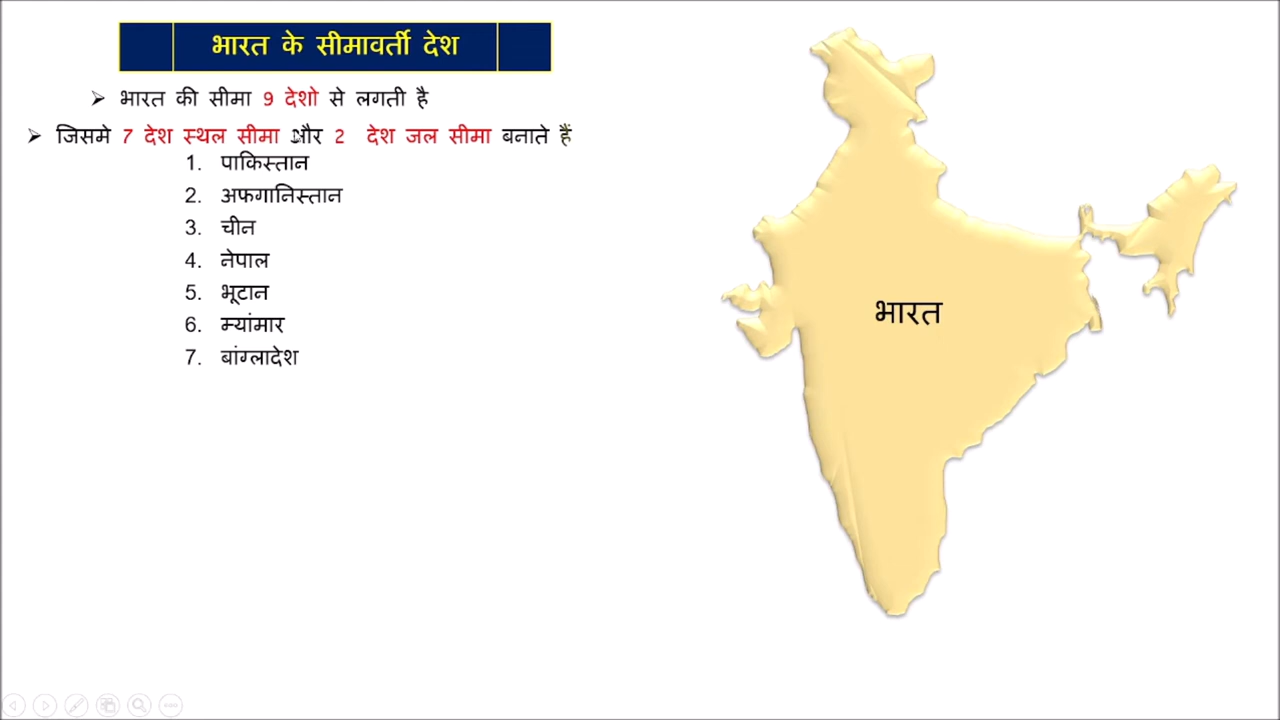 भारत के सीमावर्ती देश
➢ भारत की सीमा 9 देशो से लगती है
➢ जिसमे 7 देश स्थल सीमा और 2 देश जल सीमा बनाते हैं
1. पाकिस्तान
2. अफगानिस्तान
3. चीन
4. नेपाल
5. भूटान
6. म्यांमार
7. बांग्लादेश
भारत